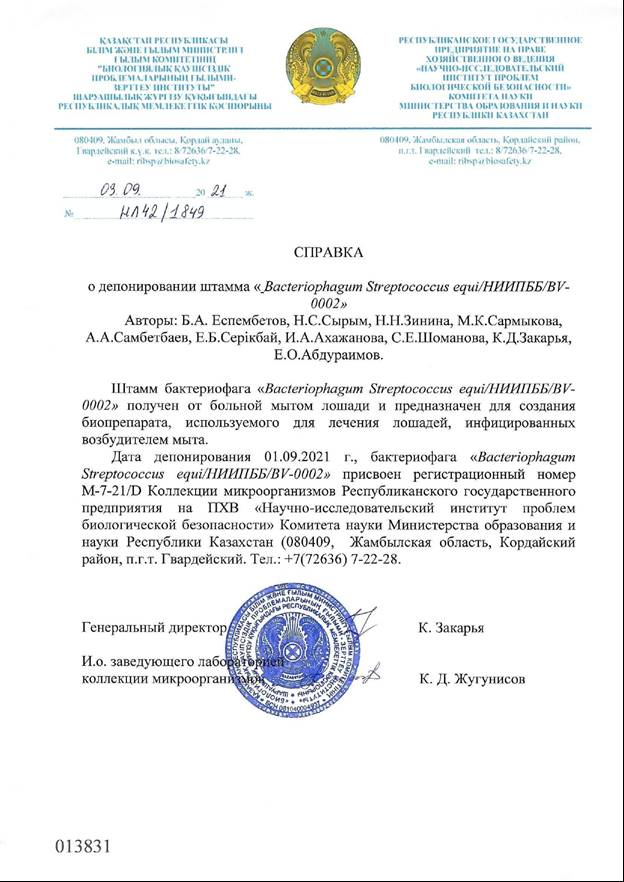 ҚАЗАҚСТАН РЕСПУБЛИКАСЫ
БІЛІМ ЖӘНЕ ҒЫЛЫМ МИНИСТРЛІГІ
ҒЫЛЫМ КОМИТЕТІНІҢ
"БИОЛОГИЯЛЫҚ ҚАУІПСІЗДІК
ПРОБЛЕМАЛАРЫНЫҢ ҒЫЛЫМИ-
ЗЕРТТЕУ ИНСТИТУТЫ"
ШАРУАШЫЛЫҚ ЖҮРГІЗУ ҚҰҚЫҒЫНДАҒЫ
РЕСПУБЛИКАЛЫҚ МЕМЛЕКЕТТІК КӘСІПОРЫНЫ
РЕСПУБЛИКАНСКОЕ ГОСУДАРСТВЕННОЕ
ПРЕДПРИЯТИЕ НА ПРАВЕ
ХОЗЯЙСТВЕННОГО ВЕДЕНИЯ
«НАУЧНО-ИССЛЕДОВАТЕЛЬСКИЙ
ИНСТИТУТ ПРОБЛЕМ
БИОЛОГИЧЕСКОЙ БЕЗОПАСНОСТИ»
КОМИТЕТА НАУКИ
МИНИСТЕРСТВА ОБРАЗОВАНИЯ И НАУКИ
РЕСПУБЛИКИ КАЗАХСТАН
080409, Жамбыл облысы, Қордай ауданы,
Гвардейский к.ү.к. тел.: 8/72636/7-22-28,
e-mail: ribsp@biosafety.kz
080409, Жамбылская область, Кордайский район,
п.г.т. Гвардейский тел.: 8/72636/7-22-28,
e-mail: ribsp@biosafety.kz
09.09. 20 21 ж.
№ НЛ42/1849
СПРАВКА
о депонировании штамма «Bacteriophagum Streptococcus equi/НИИПББ/BV-
0002»
Авторы: Б.А. Еспембетов, Н.С.Сырым, Н.Н.Зинина, М.К.Сармыкова,
А.А.Самбетбаев, Е.Б.Серікбай, И.А.Ахажанова, С.Е.Шоманова, К.Д.Закарья,
Е.О.Абдураимов.
Штамм бактериофага «Bacteriophagum Streptococcus equi/НИИПББ/BV-
0002» получен от больной мытом лошади и предназначен для создания
биопрепарата, используемого для лечения лошадей, инфицированных
возбудителем мыта.
Дата депонирования 01.09.2021 г., бактериофага «Bacteriophagum
Streptococcus equi/НИИПББ/BV-0002» присвоен регистрационный номер
М-7-21/D Коллекции микроорганизмов Республиканского государственного
предприятия на ПХВ «Научно-исследовательский институт проблем
биологической безопасности» Комитета науки Министерства образования и
науки Республики Казахстан (080409, Жамбылская область, Кордайский
район, п.г.т. Гвардейский. Тел.: +7(72636) 7-22-28.
Генеральный директор К. Закарья
И.о. заведующего лабораторией
коллекции микроорганизмов К. Д. Жугунисов
013831